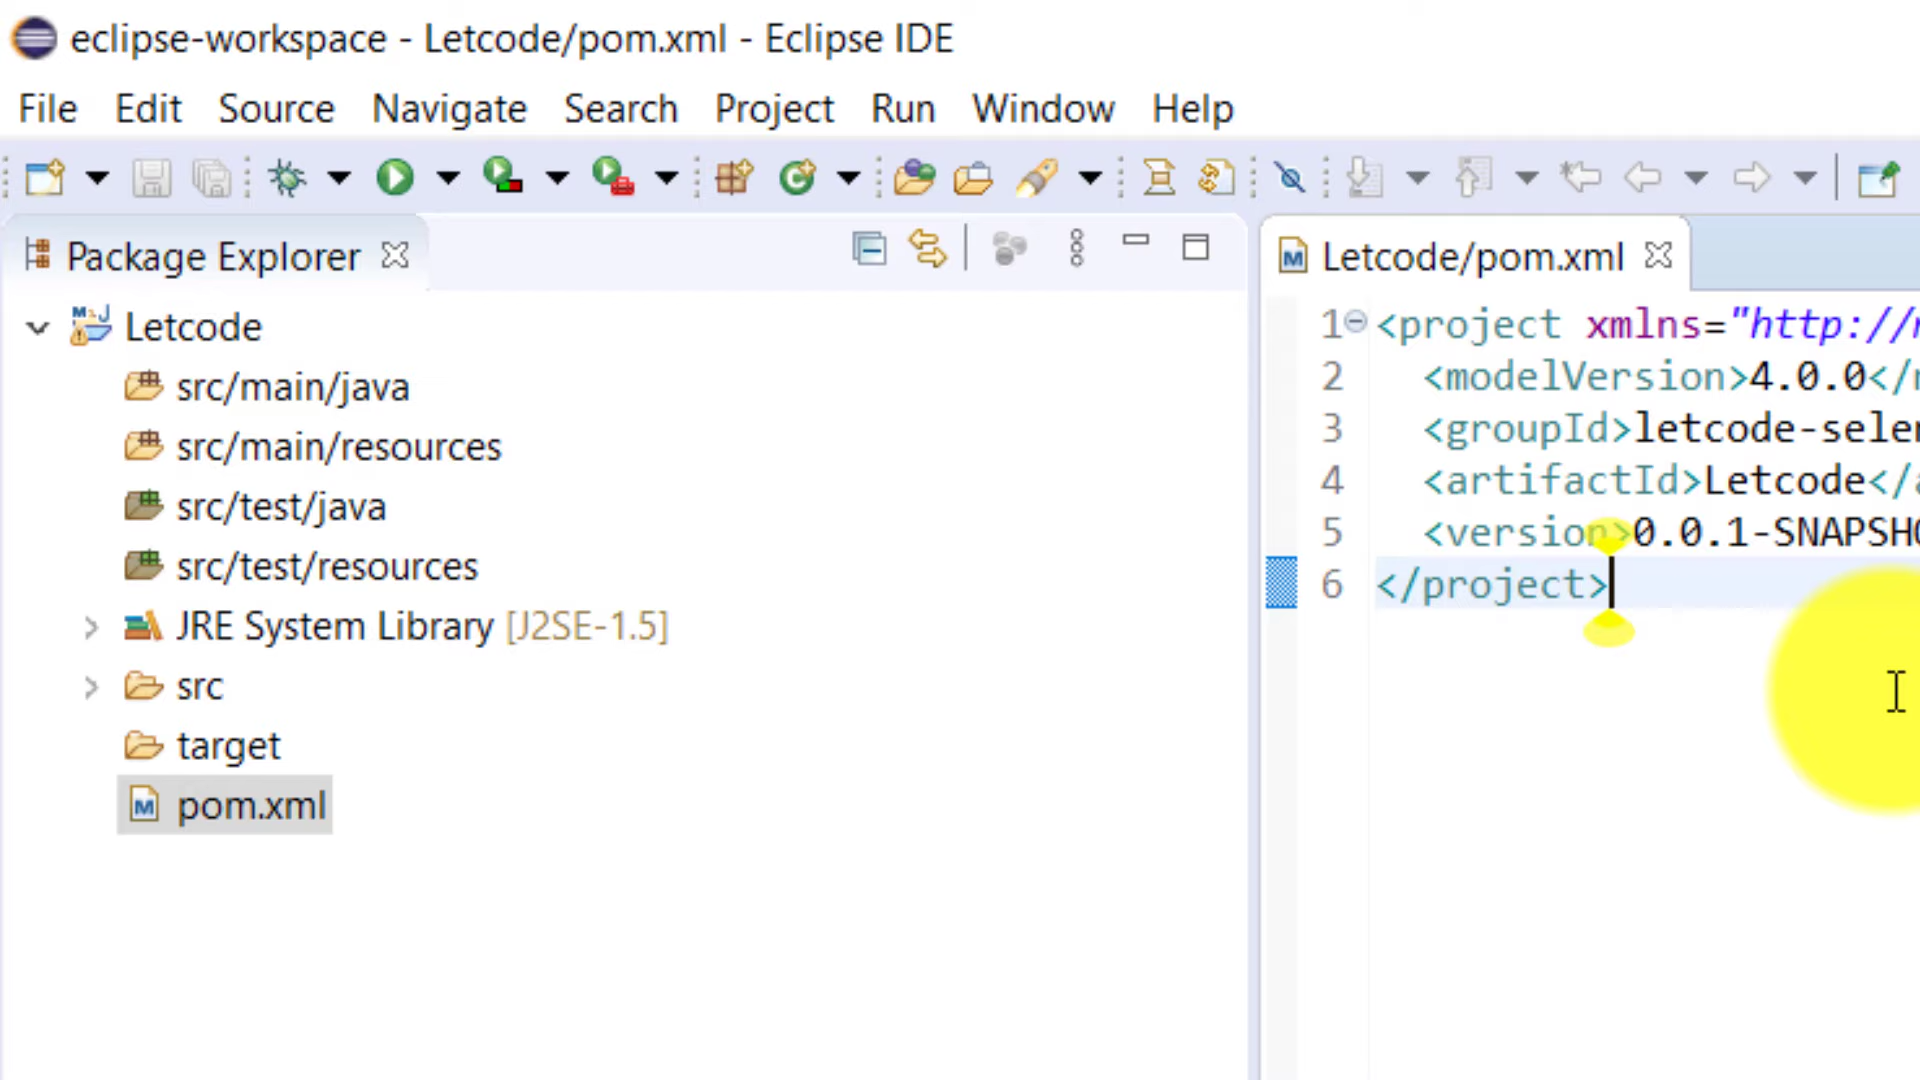 eclipse-workspace - Letcode/pom.xml - Eclipse IDE
File Edit Source Navigate Search Project Run Window Help
Package Explorer
Letcode
src/main/java
src/main/resources
src/test/java
src/test/resources
JRE System Library [J2SE-1.5]
src
target
pom.xml
Letcode/pom.xml
1 <project xmlns="http://
2 <modelVersion>4.0.0</
3 <groupId>letcode-selen
4 <artifactId>Letcode</a
5 <version>0.0.1-SNAPSHO
6 </project>